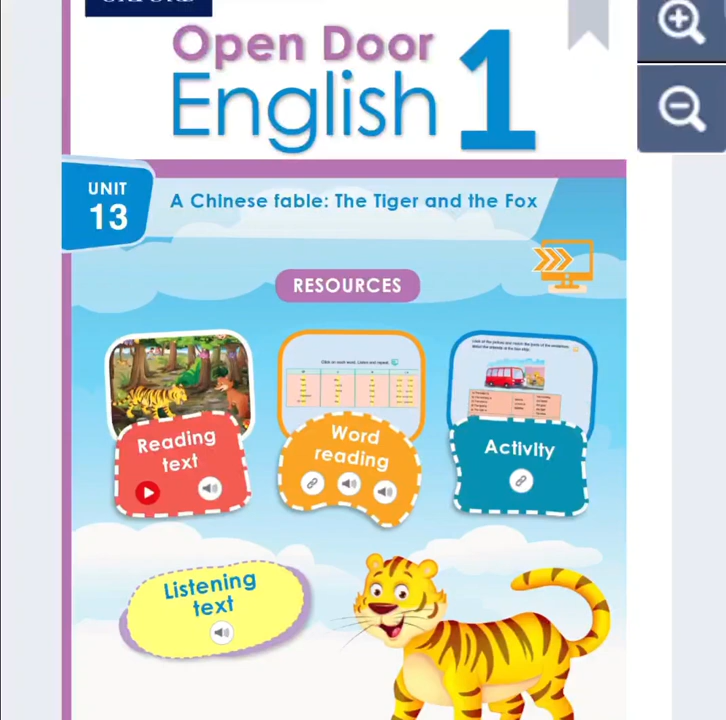 Open Door
English 1
UNIT
13
A Chinese fable: The Tiger and the Fox
RESOURCES
Reading
text
Word
reading
Activity
Listening
text